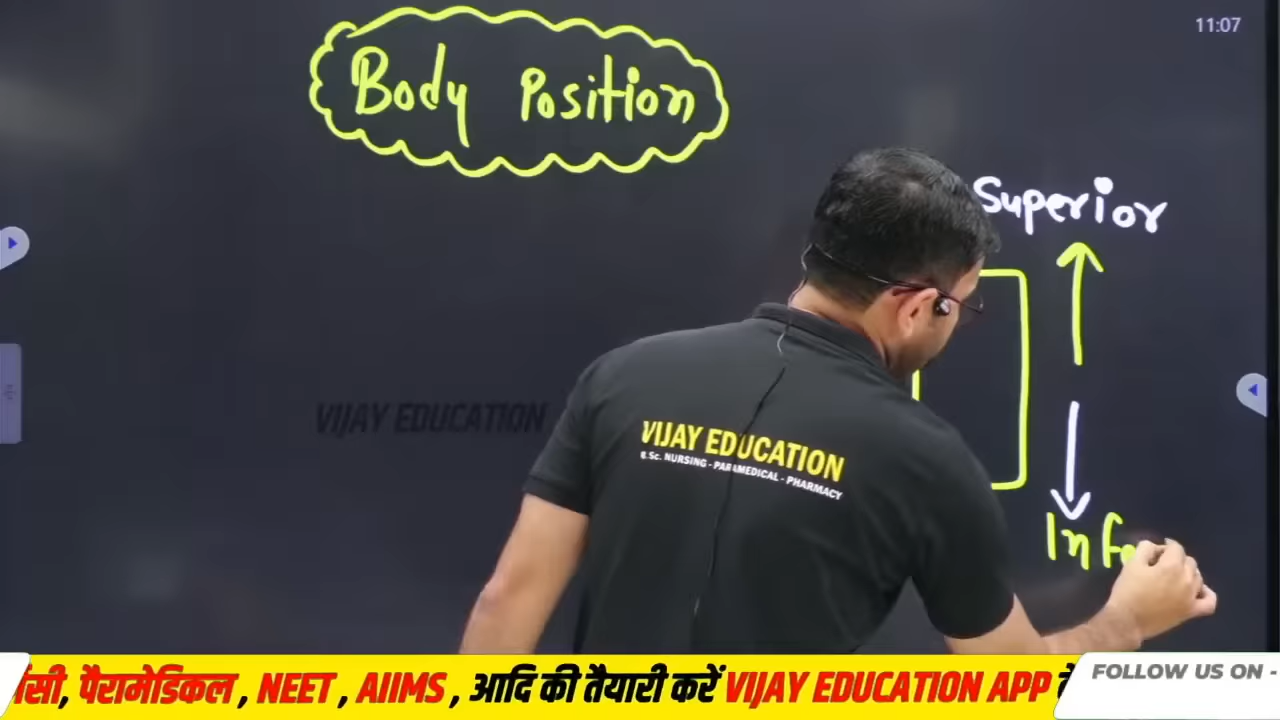 11:07
Body Position
Superior
VIJAY EDUCATION
VIJAY EDUCATION
B.Sc. NURSING - PARAMEDICAL - PHARMACY
Infe
सी, पैरामेडिकल, NEET, AIIMS, आदि की तैयारी करें VIJAY EDUCATION APP
FOLLOW US ON -